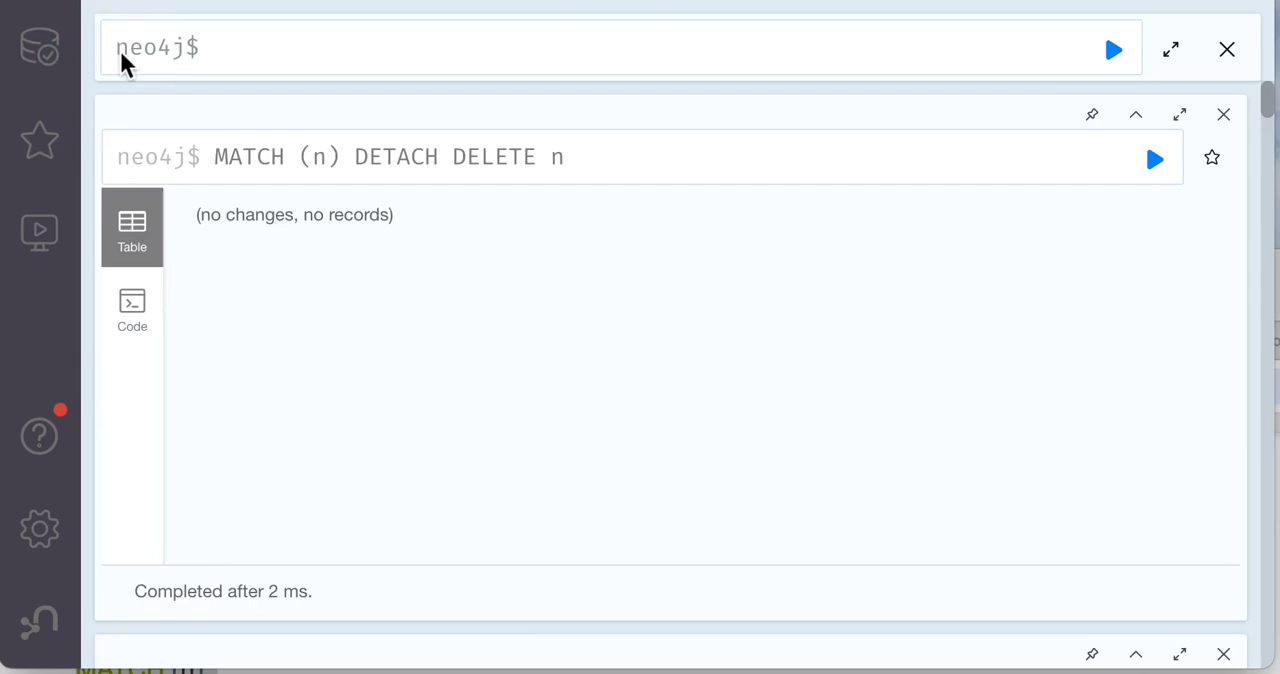 neo4j$
neo4j$ MATCH (n) DETACH DELETE n
(no changes, no records)
Table
Code
Completed after 2 ms.